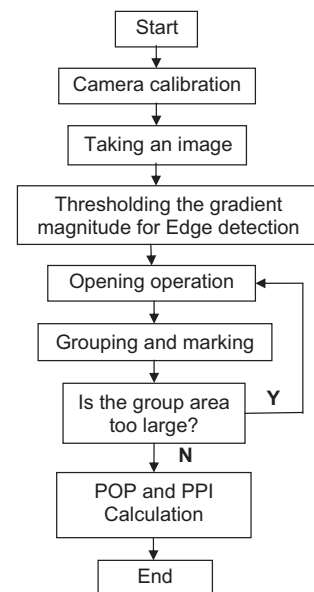 Start
Camera calibration
Taking an image
Thresholding the gradient
magnitude for Edge detection
Opening operation
Grouping and marking
Is the group area
too large?
Y
N
POP and PPI
Calculation
End